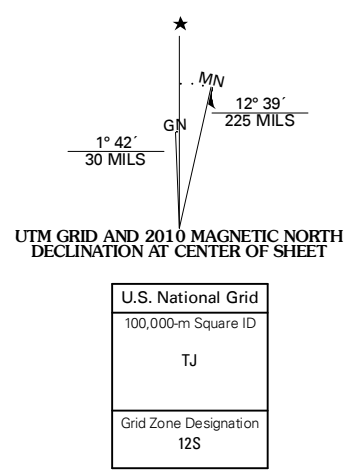 MN
12° 39´
225 MILS
GN
1° 42´
30 MILS
UTM GRID AND 2010 MAGNETIC NORTH
DECLINATION AT CENTER OF SHEET
U.S. National Grid
100,000-m Square ID
TJ
Grid Zone Designation
12S